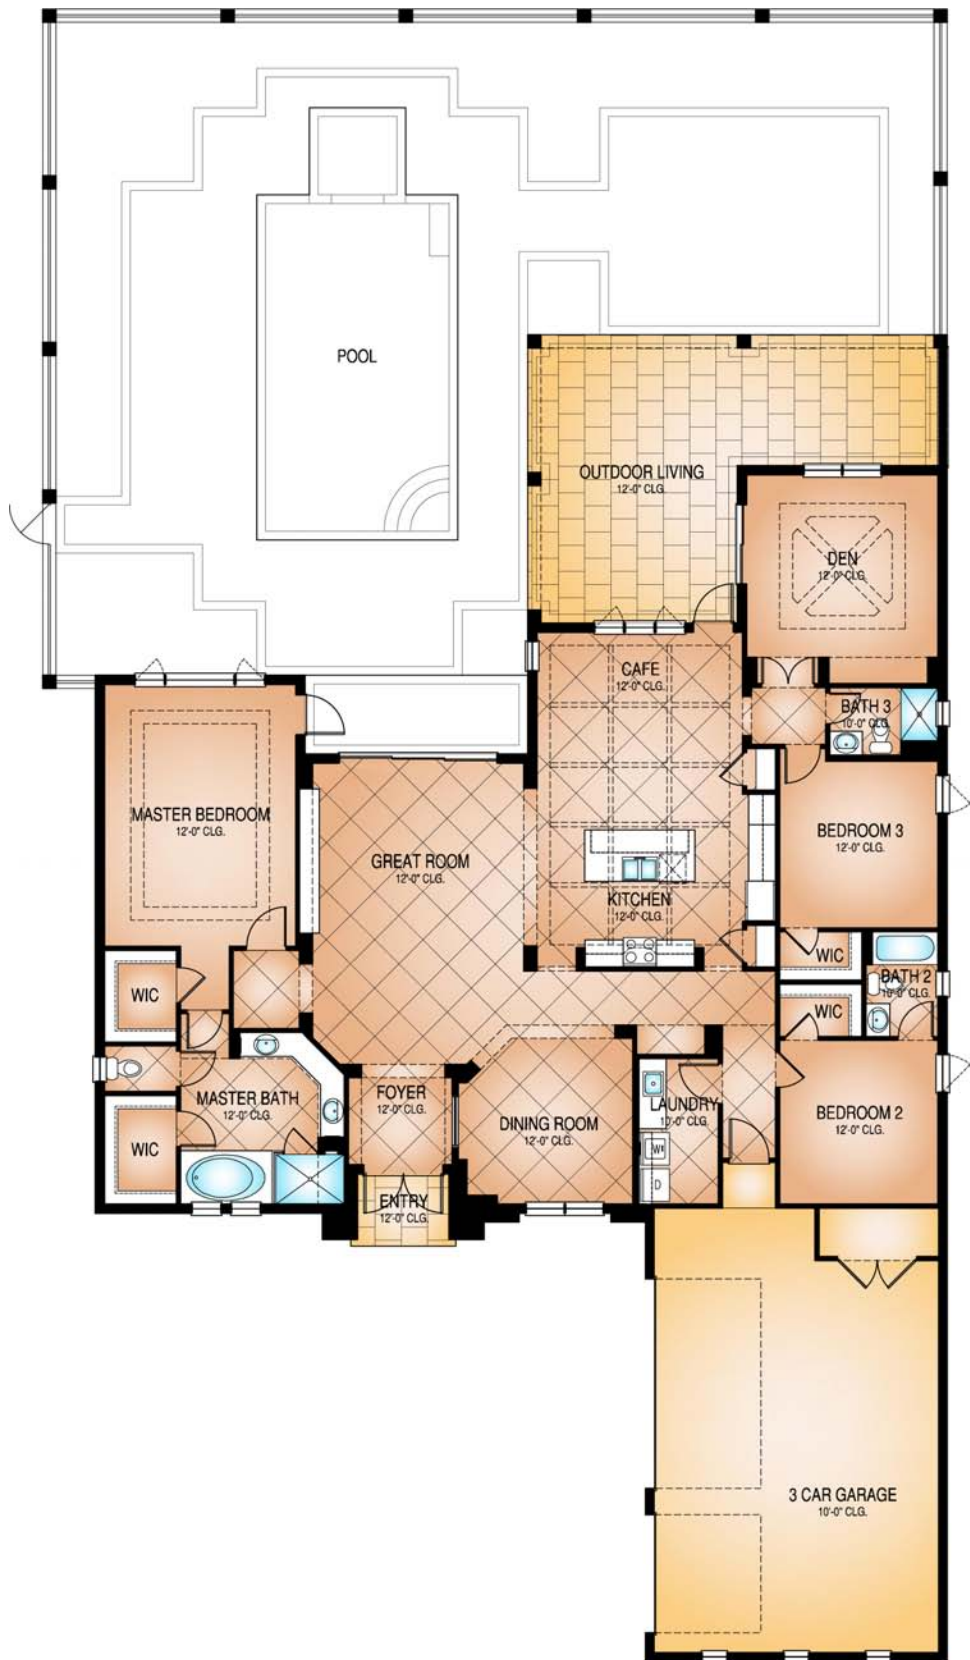 POOL
OUTDOOR LIVING
12'-0" CLG.
DEN
12'-0" CLG.
CAFE
12'-0" CLG.
BATH 3
10'-0" CLG.
MASTER BEDROOM
12'-0" CLG.
GREAT ROOM
12'-0" CLG.
BEDROOM 3
12'-0" CLG.
KITCHEN
12'-0" CLG.
WIC
BATH 2
10'-0" CLG.
WIC
WIC
MASTER BATH
12'-0" CLG.
FOYER
12'-0" CLG.
DINING ROOM
12'-0" CLG.
LAUNDRY
10'-0" CLG.
BEDROOM 2
12'-0" CLG.
WIC
W
D
ENTRY
12'-0" CLG.
3 CAR GARAGE
10'-0" CLG.